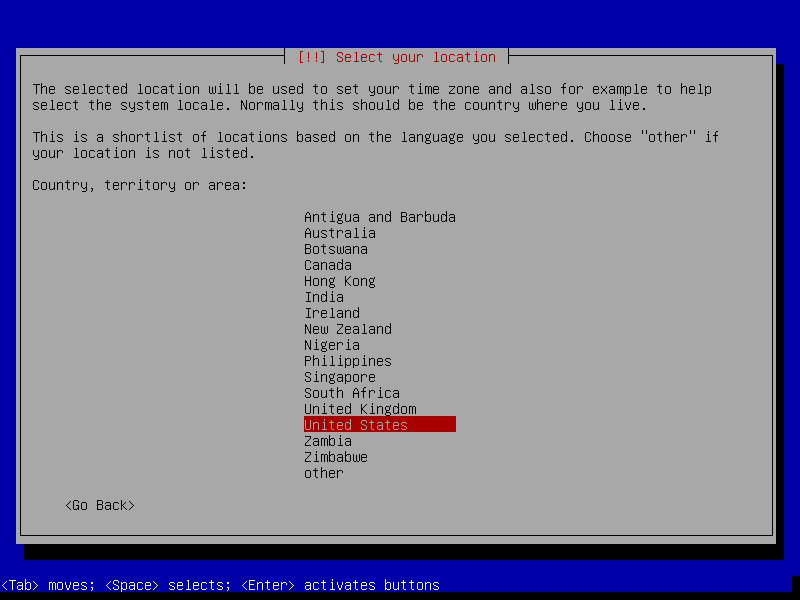 [!!] Select your location
The selected location will be used to set your time zone and also for example to help
select the system locale. Normally this should be the country where you live.
This is a shortlist of locations based on the language you selected. Choose "other" if
your location is not listed.
Country, territory or area:
Antigua and Barbuda
Australia
Botswana
Canada
Hong Kong
India
Ireland
New Zealand
Nigeria
Philippines
Singapore
South Africa
United Kingdom
United States
Zambia
Zimbabwe
other
<Go Back>
<Tab> moves; <Space> selects; <Enter> activates buttons